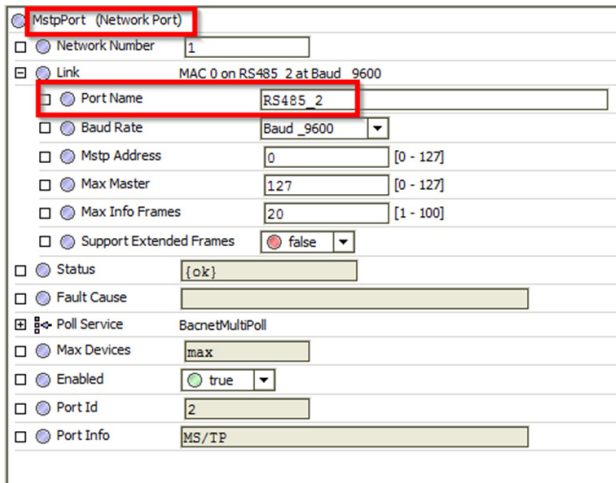 MstpPort (Network Port)
Network Number 1
Link MAC 0 on RS485_2 at Baud_9600
Port Name RS485_2
Baud Rate Baud _9600
Mstp Address 0 [0 - 127]
Max Master 127 [0 - 127]
Max Info Frames 20 [1 - 100]
Support Extended Frames false
Status {ok}
Fault Cause
Poll Service BacnetMultiPoll
Max Devices max
Enabled true
Port Id 2
Port Info MS/TP